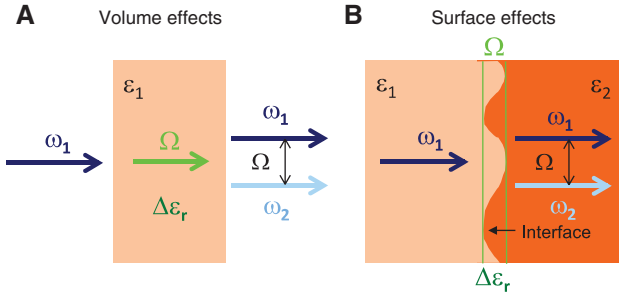 A Volume effects
ε₁
ω₁
Ω
Δεᵣ
ω₁
Ω
ω₂
B Surface effects
Ω
ε₁
ε₂
ω₁
ω₁
Ω
ω₂
Interface
Δεᵣ